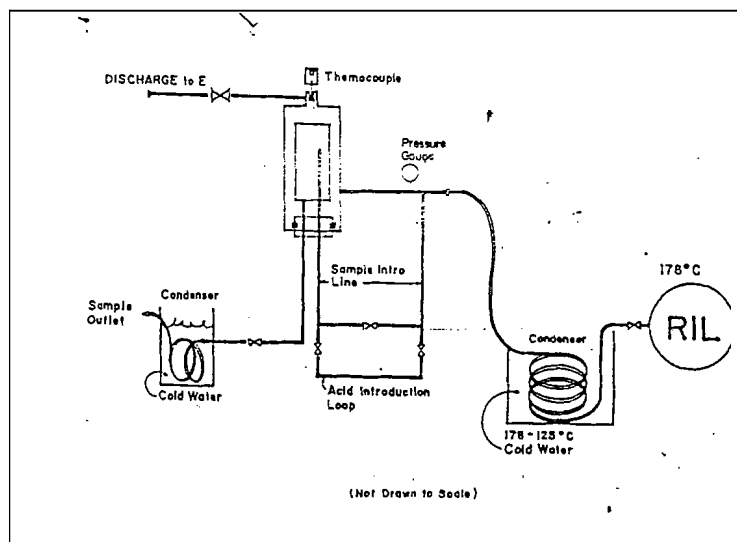 Themocouple
DISCHARGE to E
Pressure
Gauge
178°C
Sample Intro
Line
Condenser
Sample
Outlet
RIL
Condenser
Cold Water
Acid Introduction
Loop
178-125°C
Cold Water
(Not Drawn to Scale)